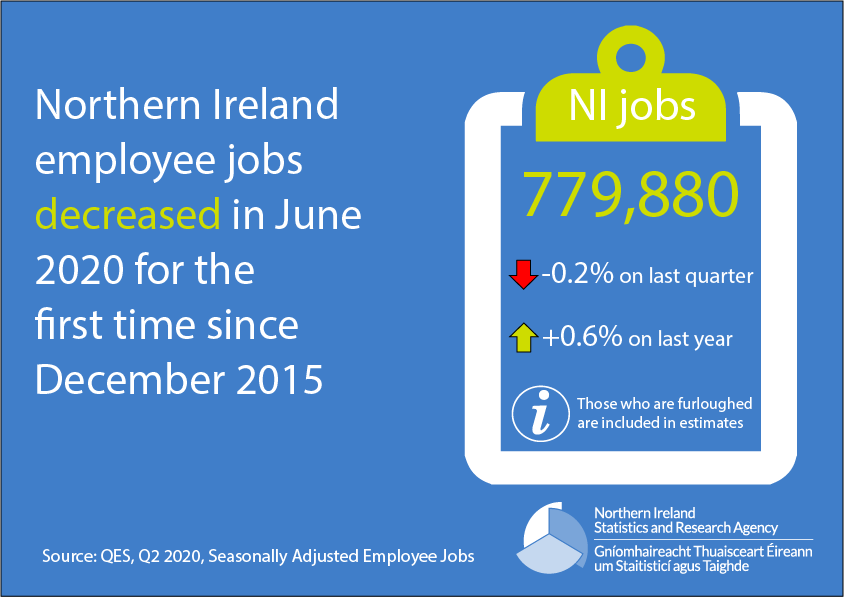 Northern Ireland
employee jobs
decreased in June
2020 for the
first time since
December 2015
NI jobs
779,880
-0.2% on last quarter
+0.6% on last year
i
Those who are furloughed
are included in estimates
Source: QES, Q2 2020, Seasonally Adjusted Employee Jobs
Northern Ireland
Statistics and Research Agency
Gníomhaireacht Thuaisceart Éireann
um Staitisticí agus Taighde